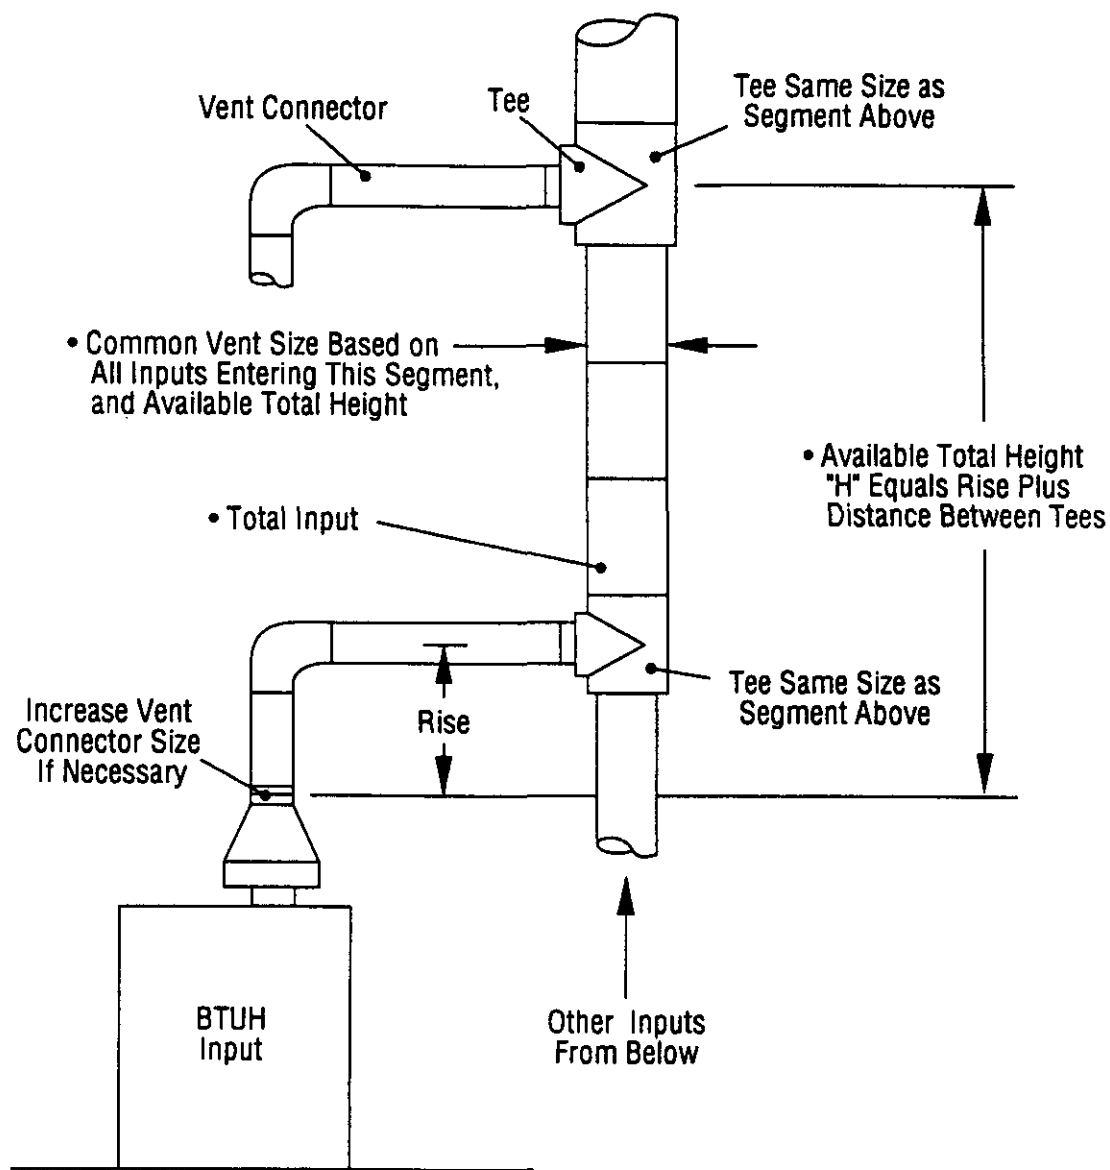 Vent Connector
Tee
Tee Same Size as
Segment Above
• Common Vent Size Based on
All Inputs Entering This Segment,
and Available Total Height
• Available Total Height
"H" Equals Rise Plus
Distance Between Tees
• Total Input
Increase Vent
Connector Size
If Necessary
Rise
Tee Same Size as
Segment Above
BTUH
Input
Other Inputs
From Below